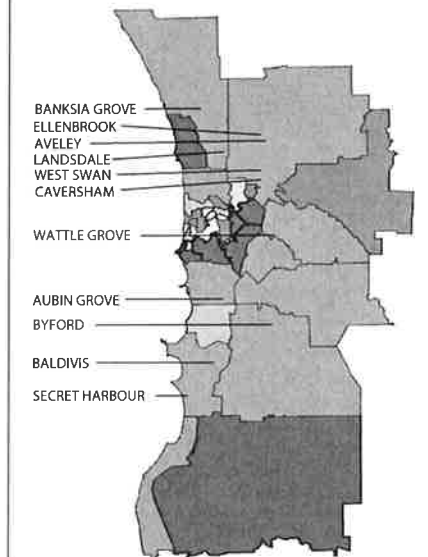 BANKSIA GROVE
ELLENBROOK
AVELEY
LANDSDALE
WEST SWAN
CAVERSHAM
WATTLE GROVE
AUBIN GROVE
BYFORD
BALDIVIS
SECRET HARBOUR